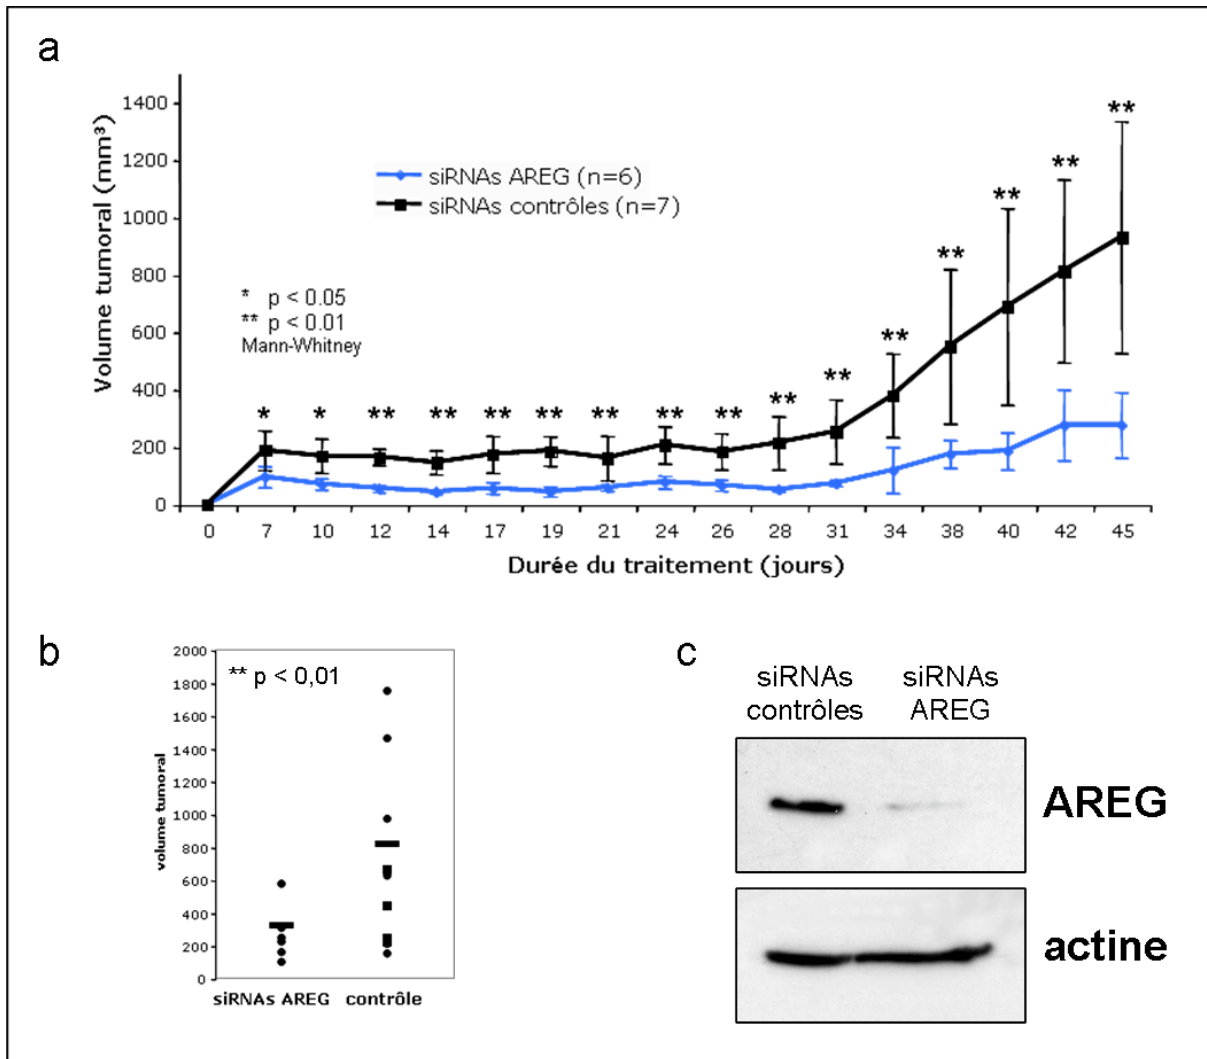 a
Volume tumoral (mm³)
1400
1200
1000
800
600
400
200
0
siRNAs AREG (n=6)
siRNAs contrôles (n=7)
* p < 0.05
** p < 0.01
Mann-Whitney
* * ** ** ** ** ** ** ** ** ** ** ** ** ** **
0 7 10 12 14 17 19 21 24 26 28 31 34 38 40 42 45
Durée du traitement (jours)
b
volume tumoral
2000
1800
1600
1400
1200
1000
800
600
400
200
0
** p < 0,01
siRNAs AREG contrôle
c
siRNAs contrôles
siRNAs AREG
AREG
actine